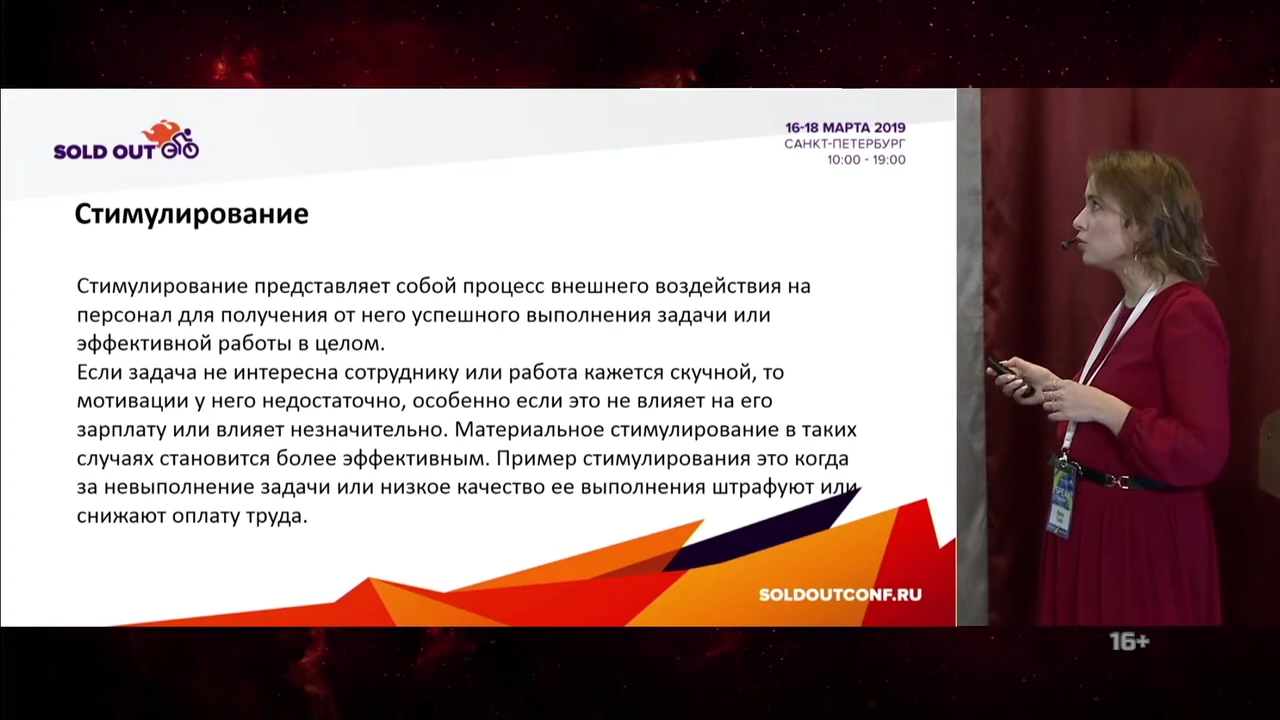 SOLD OUT
16-18 МАРТА 2019
САНКТ-ПЕТЕРБУРГ
10:00 - 19:00
Стимулирование
Стимулирование представляет собой процесс внешнего воздействия на
персонал для получения от него успешного выполнения задачи или
эффективной работы в целом.
Если задача не интересна сотруднику или работа кажется скучной, то
мотивации у него недостаточно, особенно если это не влияет на его
зарплату или влияет незначительно. Материальное стимулирование в таких
случаях становится более эффективным. Пример стимулирования это когда
за невыполнение задачи или низкое качество ее выполнения штрафуют или
снижают оплату труда.
SOLDOUTCONF.RU
16+